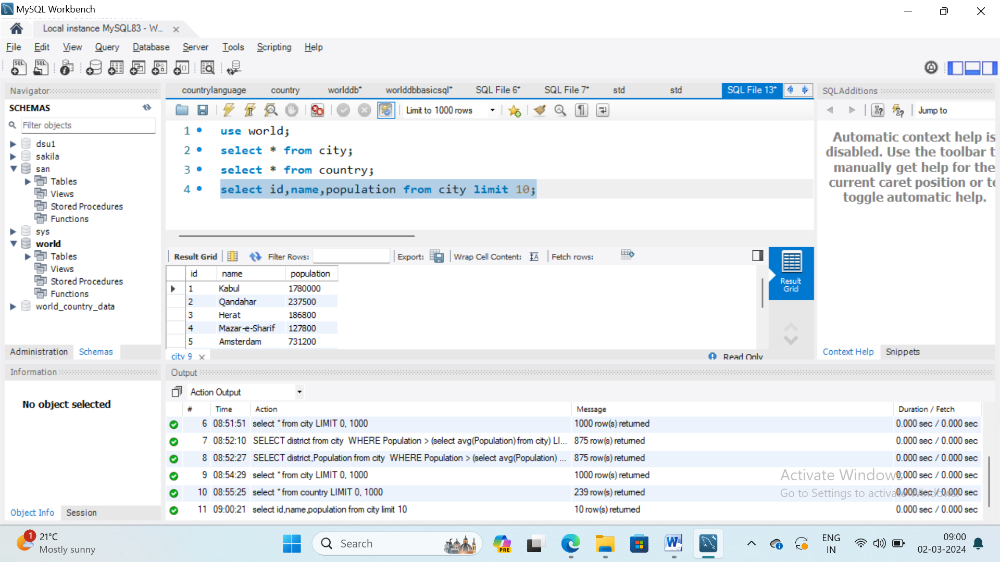 MySQL Workbench
Local instance MySQL83 - W...
File Edit View Query Database Server Tools Scripting Help
Navigator
SCHEMAS
Filter objects
dsu1
sakila
san
Tables
Views
Stored Procedures
Functions
sys
world
Tables
Views
Stored Procedures
Functions
world_country_data
Administration Schemas
Information
No object selected
Object Info Session
countrylanguage country worlddb* worlddbbasicsql* SQL File 6* SQL File 7* std std SQL File 13*
Limit to 1000 rows
1 use world;
2 select * from city;
3 select * from country;
4 select id,name,population from city limit 10;
Result Grid Filter Rows: Export: Wrap Cell Content: Fetch rows:
id name population
1 Kabul 1780000
2 Qandahar 237500
3 Herat 186800
4 Mazar-e-Sharif 127800
5 Amsterdam 731200
city 9 Read Only
Result
Grid
SQLAdditions
Jump to
Automatic context help is
disabled. Use the toolbar t
manually get help for the
current caret position or to
toggle automatic help.
Context Help Snippets
Output
Action Output
# Time Action Message Duration / Fetch
6 08:51:51 select * from city LIMIT 0, 1000 1000 row(s) returned 0.000 sec / 0.000 sec
7 08:52:10 SELECT district from city WHERE Population > (select avg(Population) from city) LI... 875 row(s) returned 0.000 sec / 0.000 sec
8 08:52:27 SELECT district,Population from city WHERE Population > (select avg(Population) ... 875 row(s) returned 0.000 sec / 0.000 sec
9 08:54:29 select * from city LIMIT 0, 1000 1000 row(s) returned 0.000 sec / 0.000 sec
10 08:55:25 select * from country LIMIT 0, 1000 239 row(s) returned 0.000 sec / 0.000 sec
11 09:00:21 select id,name,population from city limit 10 10 row(s) returned 0.000 sec / 0.000 sec
Activate Windows
Go to Settings to activate Windows.
1
21°C
Mostly sunny
Search
PRE
ENG
IN
09:00
02-03-2024